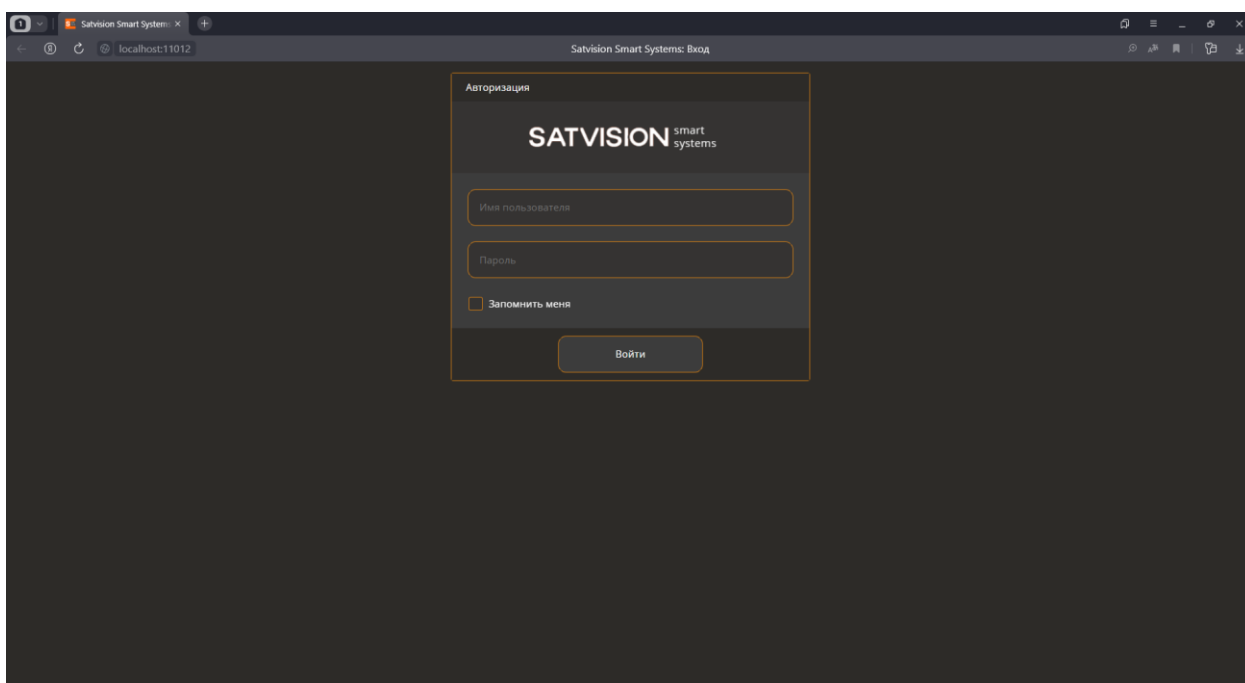 1
Satvision Smart System
localhost:11012
Satvision Smart Systems: Вход
Авторизация
SATVISION smart
systems
Имя пользователя
Пароль
Запомнить меня
Войти